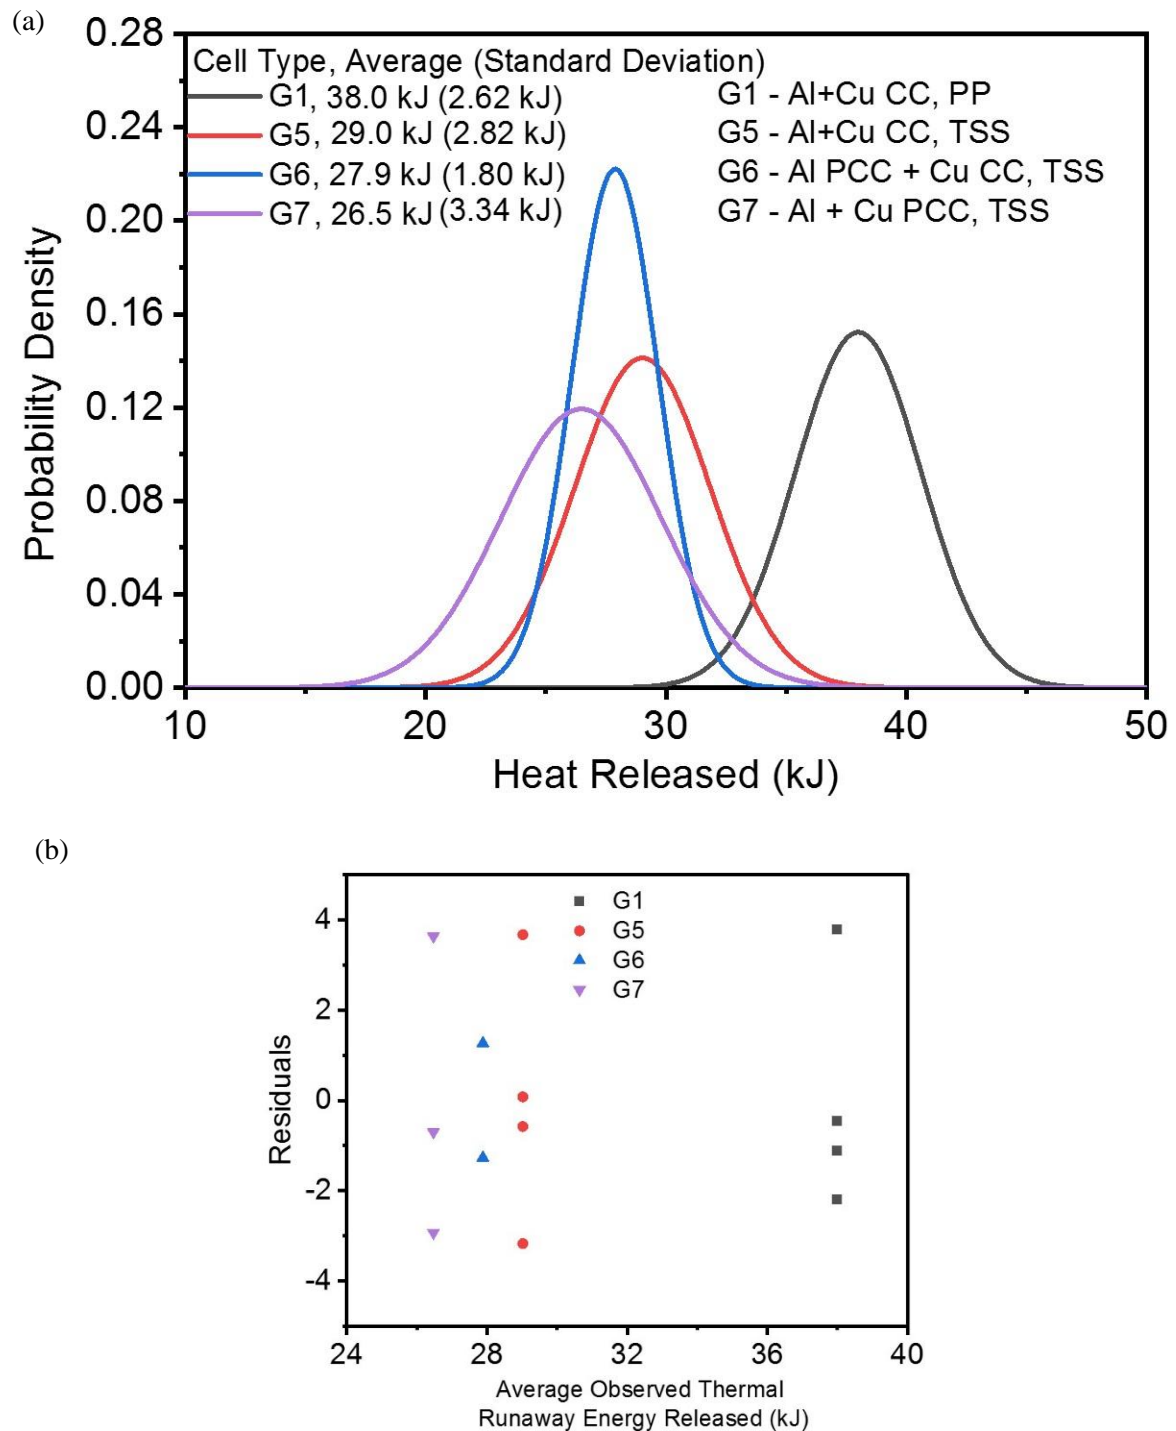 (a)
0.28
0.24
0.20
0.16
0.12
0.08
0.04
0.00
Probability Density
Cell Type, Average (Standard Deviation)
G1, 38.0 kJ (2.62 kJ)
G5, 29.0 kJ (2.82 kJ)
G6, 27.9 kJ (1.80 kJ)
G7, 26.5 kJ (3.34 kJ)
G1 - Al+Cu CC, PP
G5 - Al+Cu CC, TSS
G6 - Al PCC + Cu CC, TSS
G7 - Al + Cu PCC, TSS
10 20 30 40 50
Heat Released (kJ)
(b)
4
2
0
-2
-4
Residuals
G1
G5
G6
G7
24 28 32 36 40
Average Observed Thermal
Runaway Energy Released (kJ)